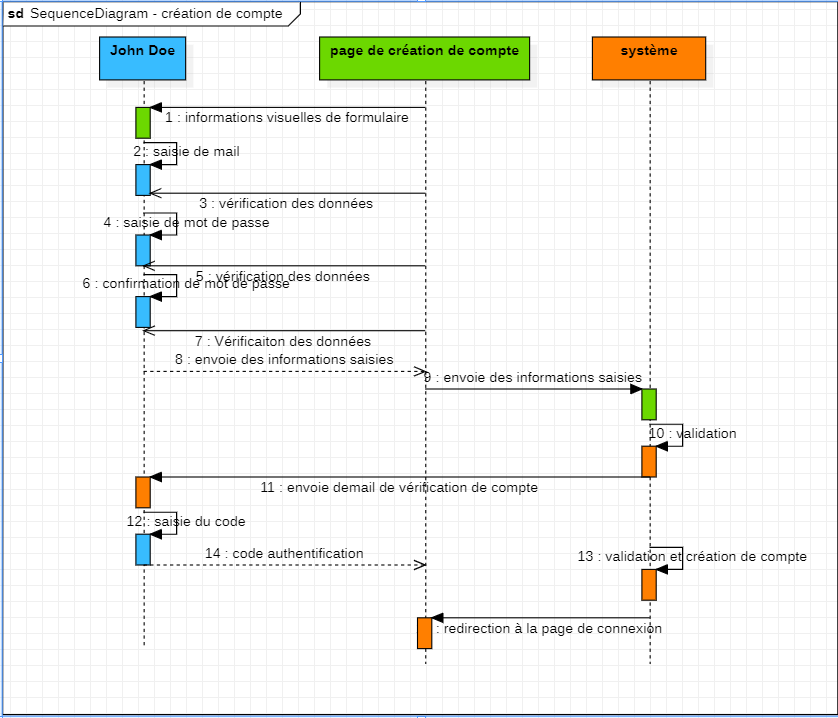 sd SequenceDiagram - création de compte
John Doe
page de création de compte
système
1 : informations visuelles de formulaire
2 : saisie de mail
3 : vérification des données
4 : saisie de mot de passe
5 : vérification des données
6 : confirmation de mot de passe
7 : Vérificaiton des données
8 : envoie des informations saisies
9 : envoie des informations saisies
10 : validation
11 : envoie demail de vérification de compte
12 : saisie du code
14 : code authentification
13 : validation et création de compte
: redirection à la page de connexion